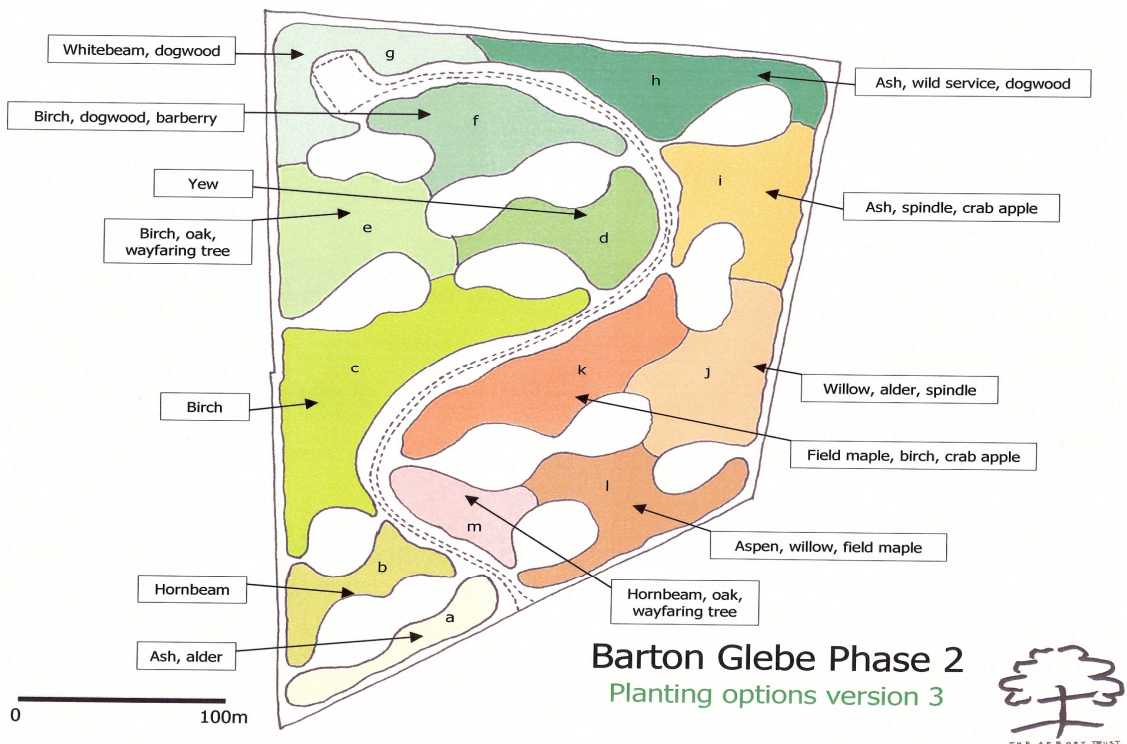 Whitebeam, dogwood
g
h
Ash, wild service, dogwood
Birch, dogwood, barberry
f
Yew
i
Ash, spindle, crab apple
Birch, oak,
wayfaring tree
e
d
c
k
j
Willow, alder, spindle
Birch
Field maple, birch, crab apple
l
m
Aspen, willow, field maple
b
Hornbeam
Hornbeam, oak,
wayfaring tree
a
Ash, alder
Barton Glebe Phase 2
Planting options version 3
0
100m
TRUST